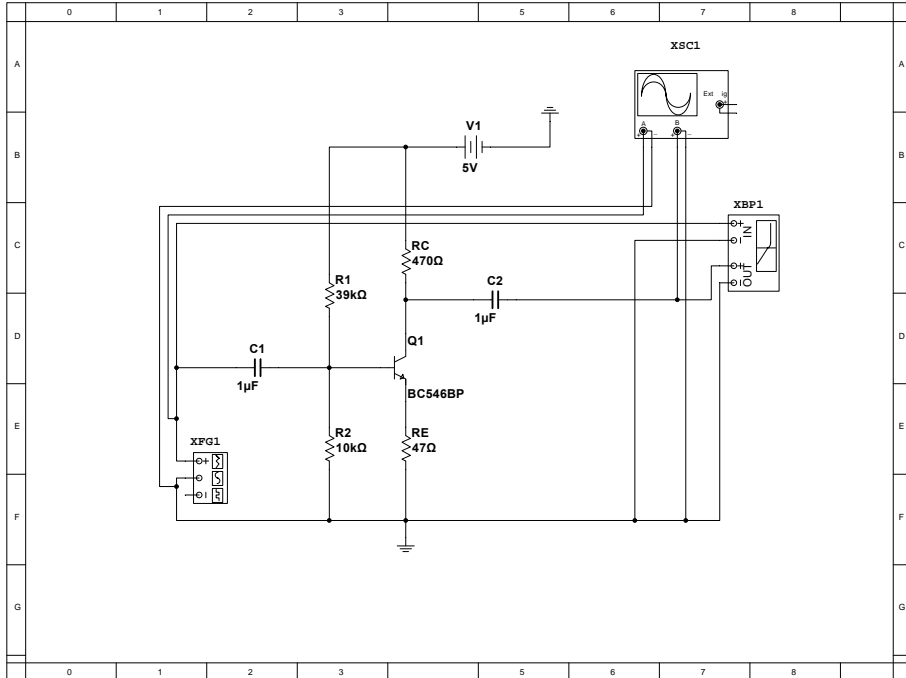 0 1 2 3 5 6 7 8
XSC1
A A
Ext
A B
+ - + -
V1
5V
B B
XBP1
+ - IN
+ - OUT
C C
RC
470Ω
R1
39kΩ
C2
1µF
D D
Q1
C1
1µF
BC546BP
E E
R2
10kΩ
RE
47Ω
XFG1
F F
G G
0 1 2 3 5 6 7 8